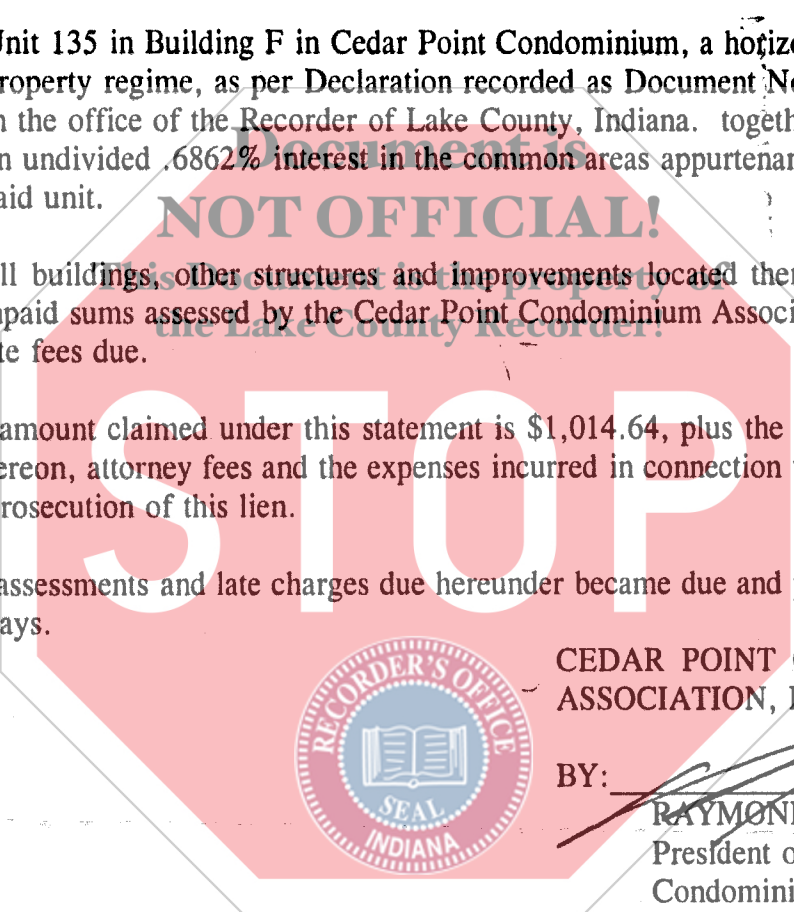 Unit 135 in Building F in Cedar Point Condominium, a
roperty regime, as per Declaration recorded as Document
n the office of the Recorder of Lake County, Indiana. togeth
Document is
n undivided .6862% interest in the common areas appurtenan
aid unit.
NOT OFFICIAL!
ll buildings, other structures and improvements located ther
This Document is the property of
npaid sums assessed by the Cedar Point Condominium Associ
the Lake County Recorder!
te fees due.
amount claimed under this statement is $1,014.64, plus the
ereon, attorney fees and the expenses incurred in connection
rosecution of this lien.
STOP
assessments and late charges due hereunder became due and
ays.
CEDAR POINT
ASSOCIATION,
RECORDER'S OFFICE
SEAL
INDIANA
BY:
RAYMON
President o
Condomini